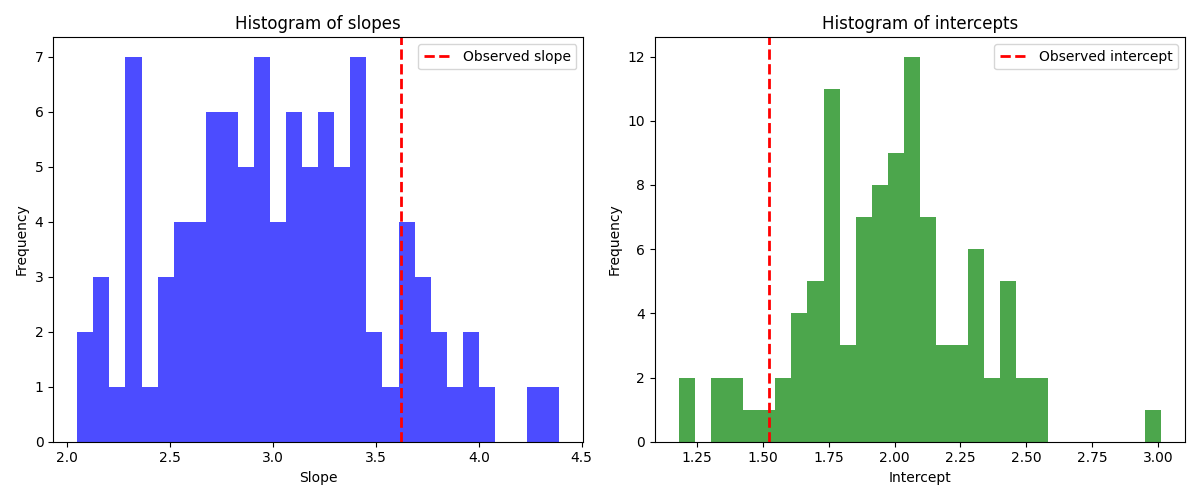 Histogram of slopes
Observed slope
7
6
5
4
3
2
1
0
Frequency
2.0 2.5 3.0 3.5 4.0 4.5
Slope
Histogram of intercepts
Observed intercept
12
10
8
6
4
2
0
Frequency
1.25 1.50 1.75 2.00 2.25 2.50 2.75 3.00
Intercept